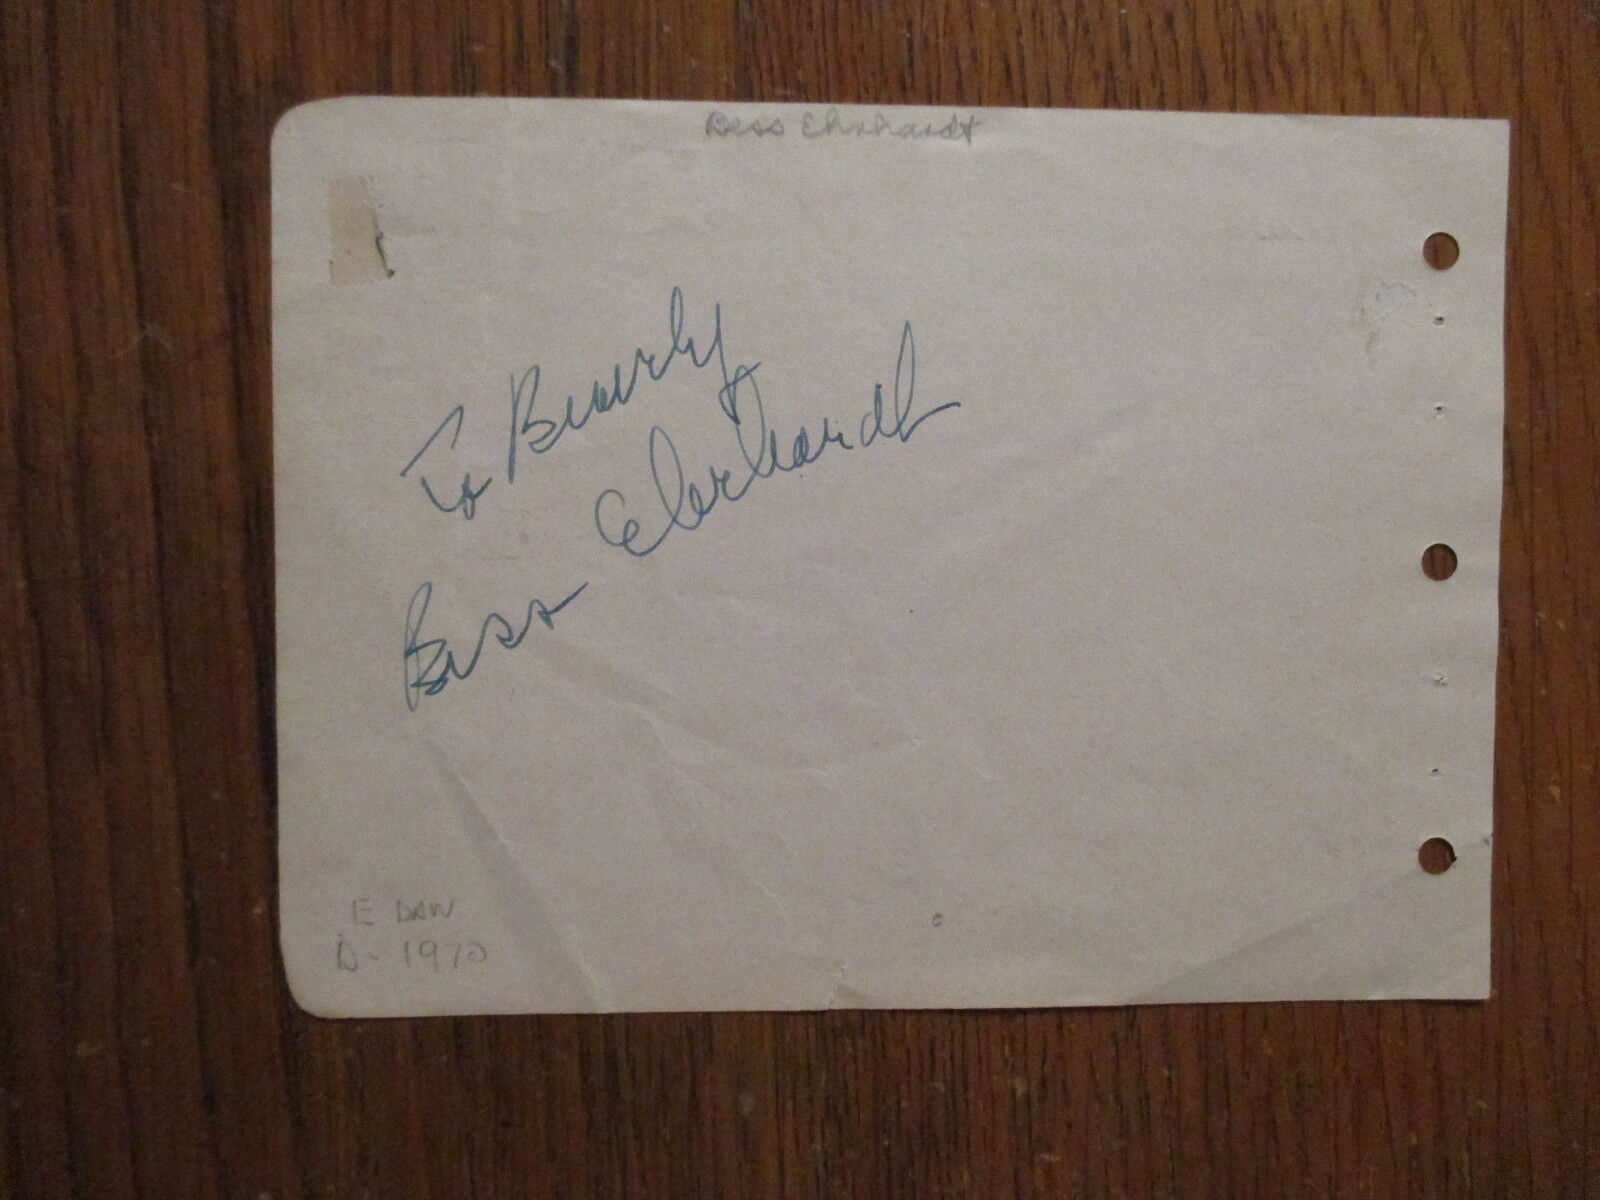 Bess Ehrhardt
To Beverly
Bess Ehrhardt
E DAW
D- 1970